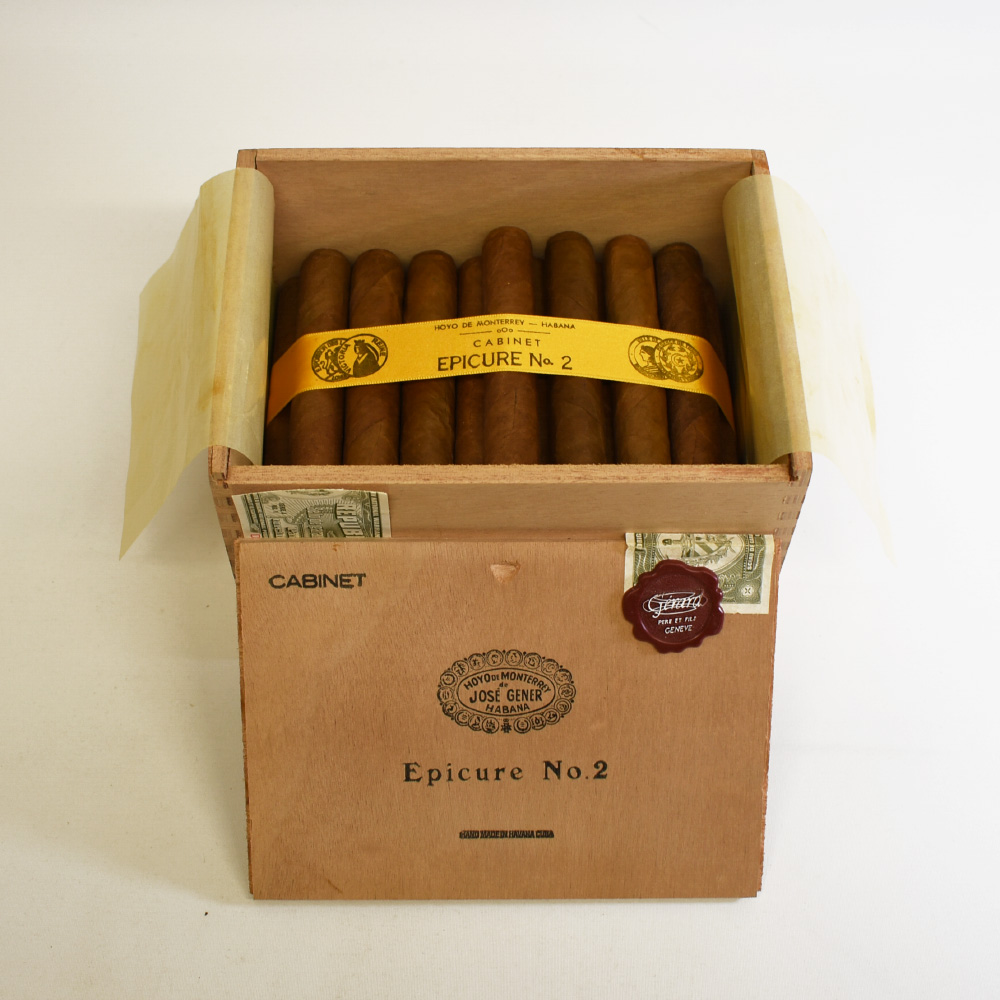 HOYO DE MONTERREY — HABANA
CABINET
EPICURE No. 2
CABINET
Gérard
PERE ET FILS
GENEVE
HOYO DE MONTERREY
de
JOSÉ GENER
HABANA
Epicure No.2
HAND MADE IN HAVANA CUBA